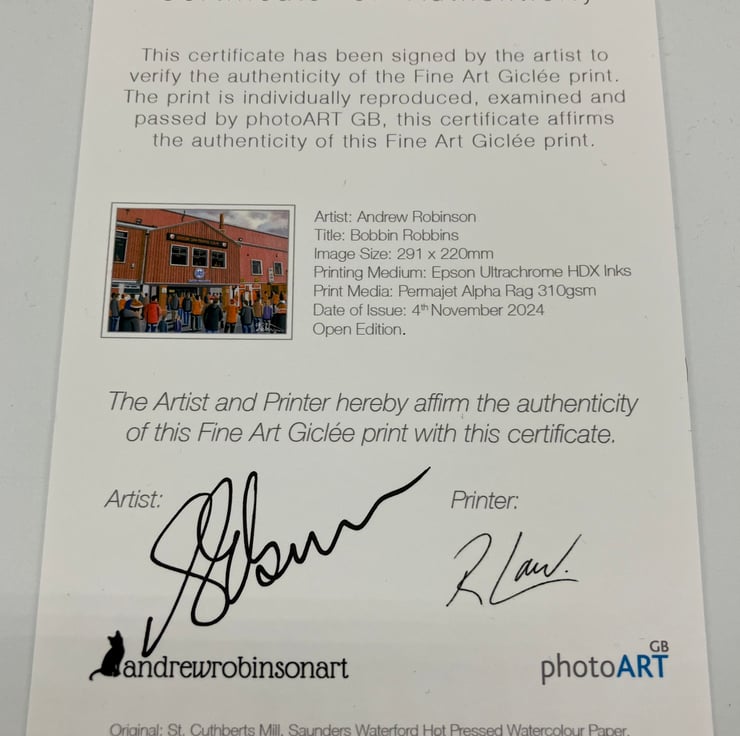 This certificate has been signed by the artist to
verify the authenticity of the Fine Art Giclée print.
The print is individually reproduced, examined and
passed by photoART GB, this certificate affirms
the authenticity of this Fine Art Giclée print.
Artist: Andrew Robinson
Title: Bobbin Robbins
Image Size: 291 x 220mm
Printing Medium: Epson Ultrachrome HDX Inks
Print Media: Permajet Alpha Rag 310gsm
Date of Issue: 4th November 2024
Open Edition.
The Artist and Printer hereby affirm the authenticity
of this Fine Art Giclée print with this certificate.
Artist:
Printer:
R Law.
andrewrobinsonart
photoART GB
Original: St. Cuthberts Mill, Saunders Waterford Hot Pressed Watercolour Paper.